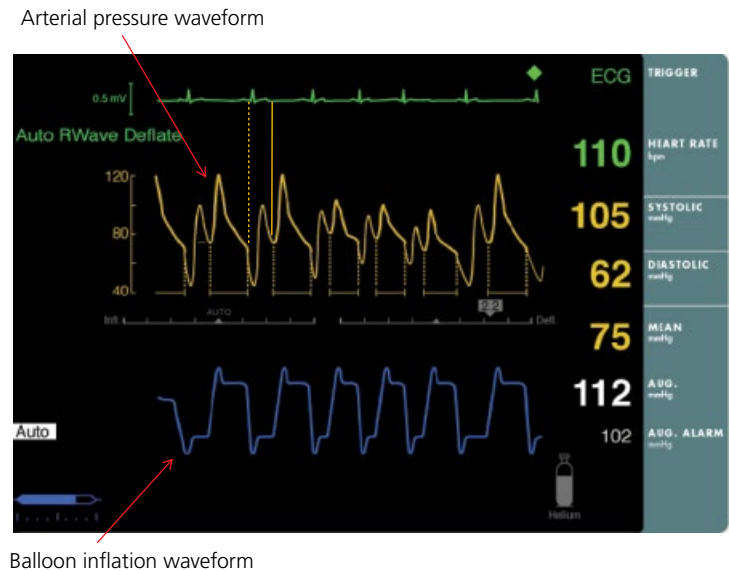 Arterial pressure waveform
ECG
TRIGGER
0.5 mV
Auto RWave Deflate
110
HEART RATE
bpm
120
105
SYSTOLIC
mmHg
80
62
DIASTOLIC
mmHg
40
2.2
AUTO
Infl.
Defl.
75
MEAN
mmHg
112
AUG.
mmHg
Auto
102
AUG. ALARM
mmHg
Helium
Balloon inflation waveform